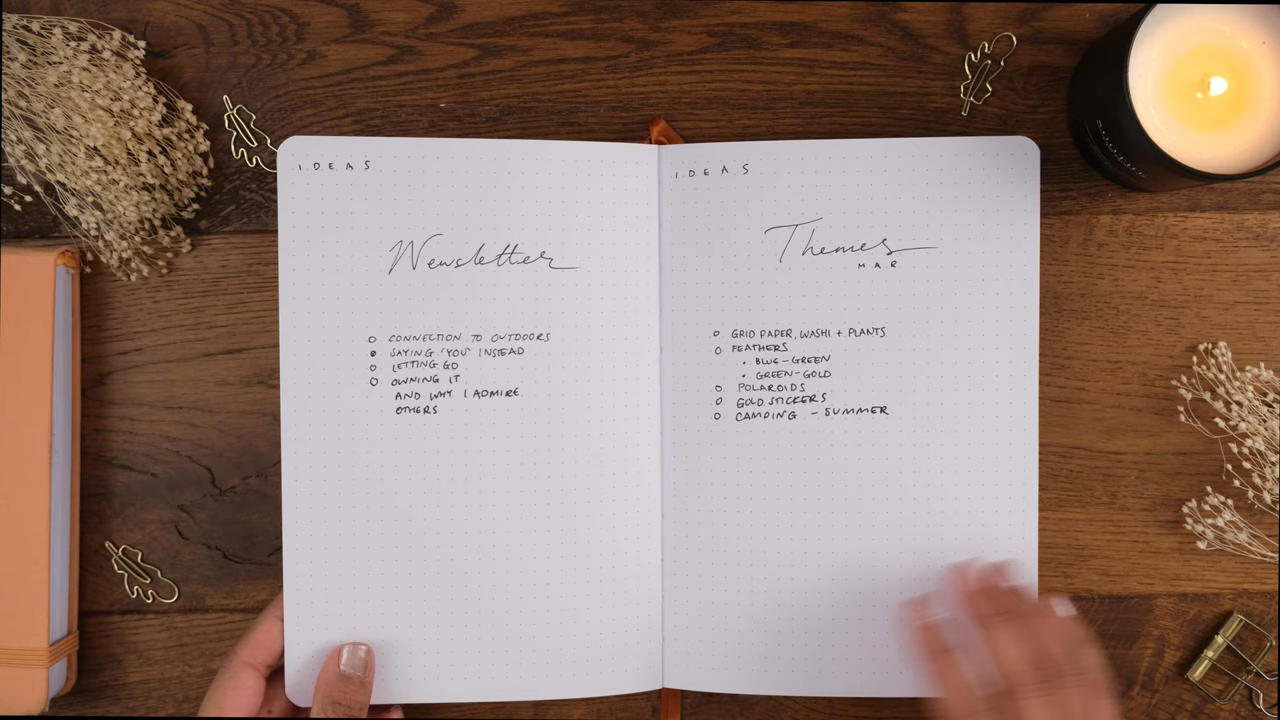 IDEAS
Newsletter
CONNECTION TO OUTDOORS
SAYING 'YOU' INSTEAD
LETTING GO
OWNING IT
AND WHY I ADMIRE
OTHERS
IDEAS
Themes
MAR
GRID PAPER, WASHI + PLANTS
FEATHERS
• BLUE-GREEN
• GREEN-GOLD
POLAROIDS
GOLD STICKERS
CAMPING - SUMMER